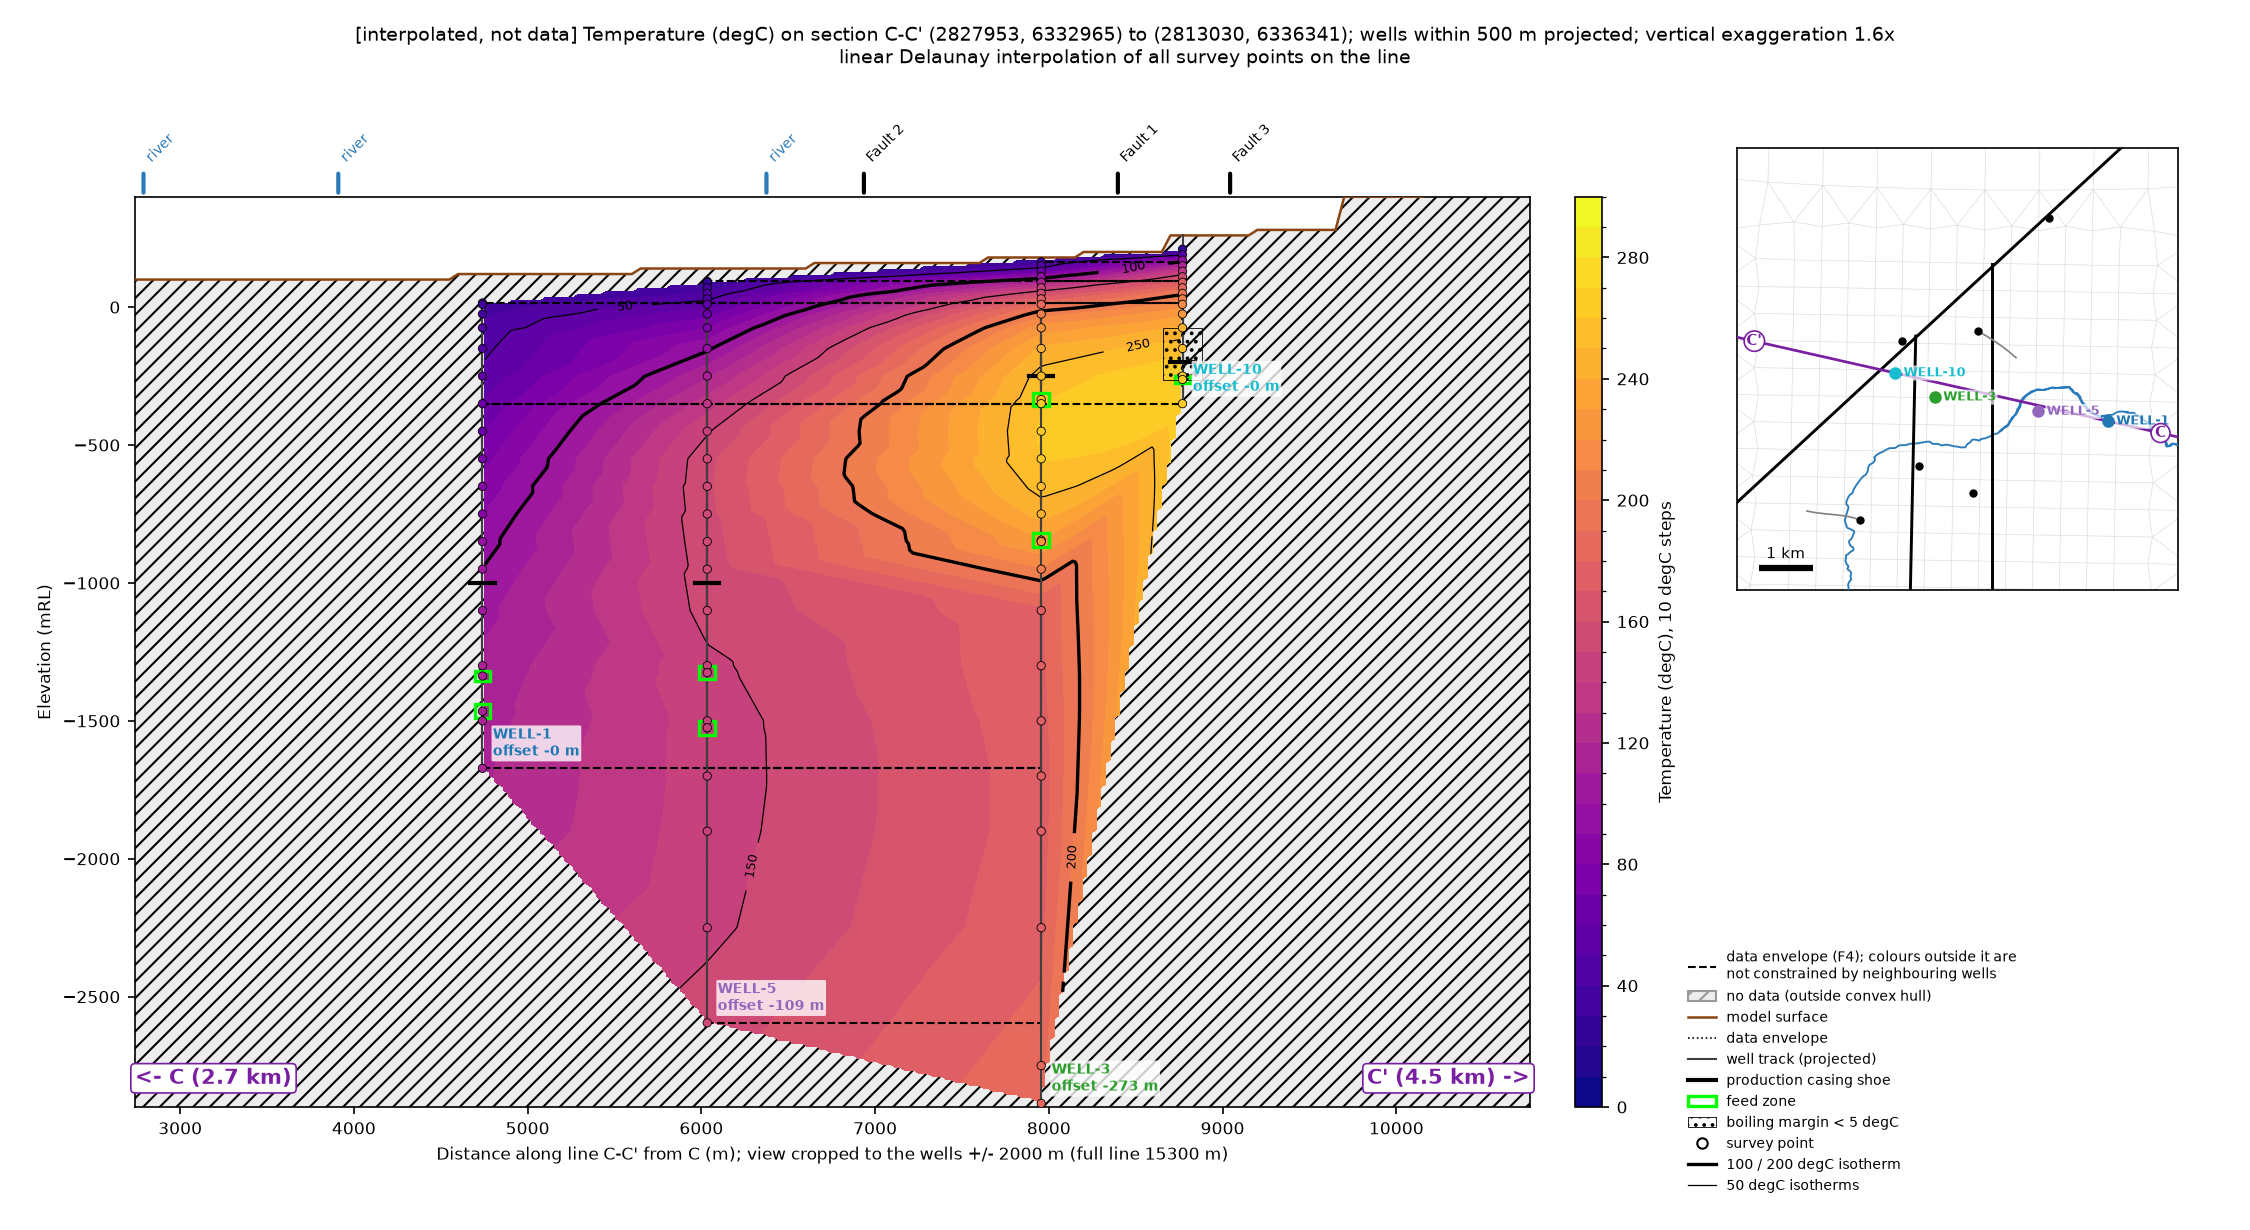 [interpolated, not data] Temperature (degC) on section C-C' (2827953, 6332965) to (2813030, 6336341); wells within 500 m projected; vertical exaggeration 1.6x
linear Delaunay interpolation of all survey points on the line
river
river
river
Fault 2
Fault 1
Fault 3
0
−500
−1000
−1500
−2000
−2500
Elevation (mRL)
50
100
250
150
200
WELL-10
offset -0 m
WELL-1
offset -0 m
WELL-5
offset -109 m
WELL-3
offset -273 m
<- C (2.7 km)
C' (4.5 km) ->
3000
4000
5000
6000
7000
8000
9000
10000
Distance along line C-C' from C (m); view cropped to the wells +/- 2000 m (full line 15300 m)
280
240
200
160
120
80
40
0
Temperature (degC), 10 degC steps
C'
WELL-10
WELL-3
WELL-5
WELL-1
C
1 km
data envelope (F4); colours outside it are
not constrained by neighbouring wells
no data (outside convex hull)
model surface
data envelope
well track (projected)
production casing shoe
feed zone
boiling margin < 5 degC
survey point
100 / 200 degC isotherm
50 degC isotherms